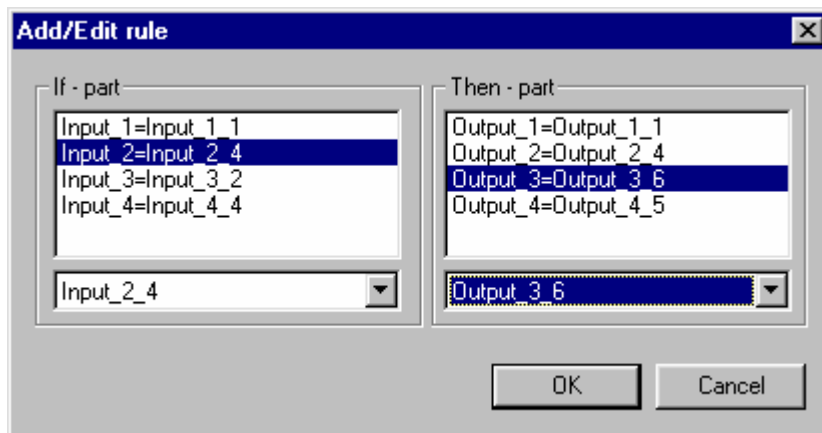 Add/Edit rule
If - part
Input_1=Input_1_1
Input_2=Input_2_4
Input_3=Input_3_2
Input_4=Input_4_4
Input_2_4
Then - part
Output_1=Output_1_1
Output_2=Output_2_4
Output_3=Output_3_6
Output_4=Output_4_5
Output_3_6
OK
Cancel